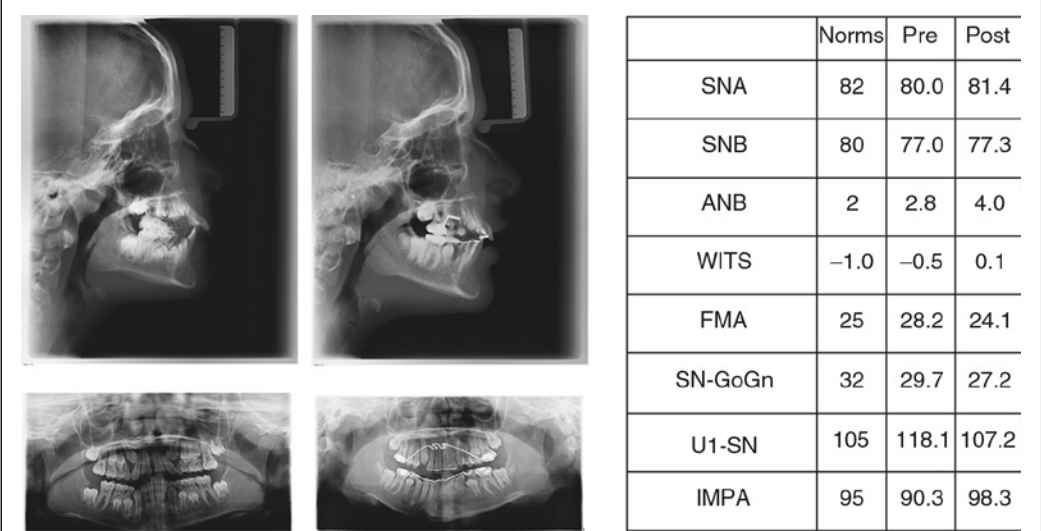 Norms Pre Post
SNA 82 80.0 81.4
SNB 80 77.0 77.3
ANB 2 2.8 4.0
WITS −1.0 −0.5 0.1
FMA 25 28.2 24.1
SN-GoGn 32 29.7 27.2
U1-SN 105 118.1 107.2
IMPA 95 90.3 98.3